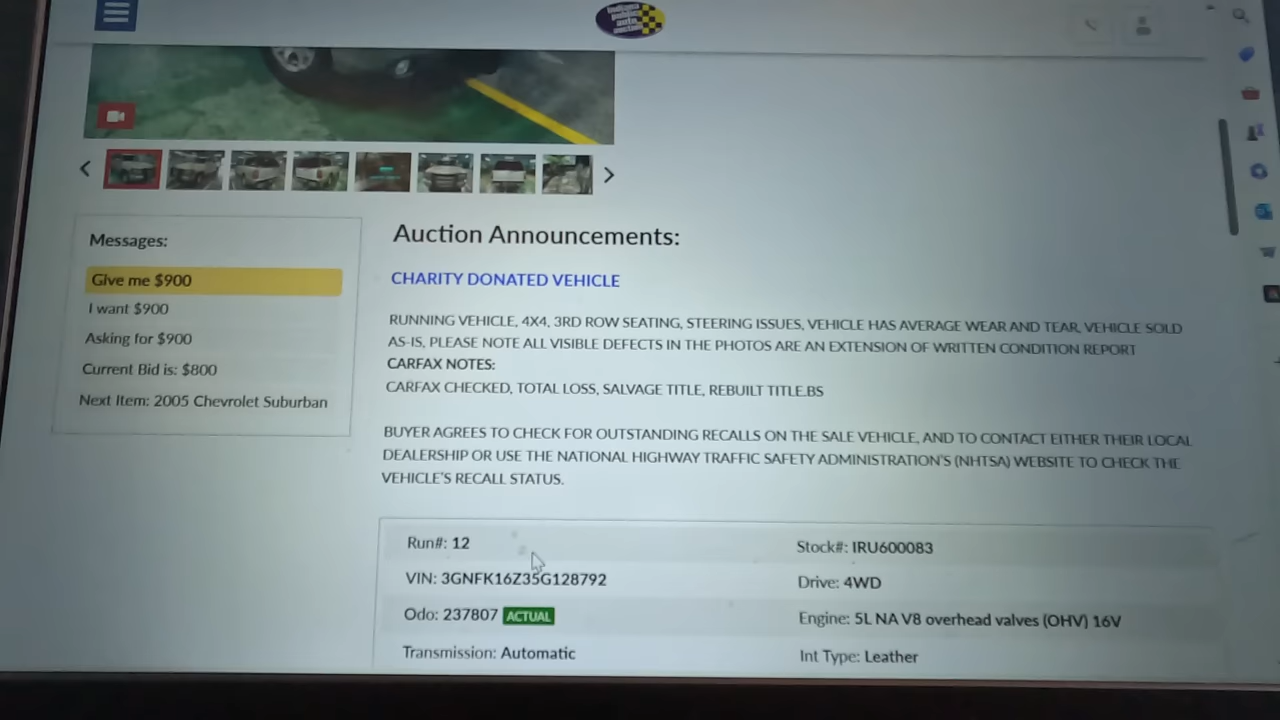 Indiana
public
auto
auction
Messages:
Give me $900
I want $900
Asking for $900
Current Bid is: $800
Next Item: 2005 Chevrolet Suburban
Auction Announcements:
CHARITY DONATED VEHICLE
RUNNING VEHICLE, 4X4, 3RD ROW SEATING, STEERING ISSUES, VEHICLE HAS AVERAGE WEAR AND TEAR, VEHICLE SOLD
AS-IS, PLEASE NOTE ALL VISIBLE DEFECTS IN THE PHOTOS ARE AN EXTENSION OF WRITTEN CONDITION REPORT
CARFAX NOTES:
CARFAX CHECKED, TOTAL LOSS, SALVAGE TITLE, REBUILT TITLE.BS
BUYER AGREES TO CHECK FOR OUTSTANDING RECALLS ON THE SALE VEHICLE, AND TO CONTACT EITHER THEIR LOCAL
DEALERSHIP OR USE THE NATIONAL HIGHWAY TRAFFIC SAFETY ADMINISTRATION'S (NHTSA) WEBSITE TO CHECK THE
VEHICLE'S RECALL STATUS.
Run#: 12
Stock#: IRU600083
VIN: 3GNFK16Z35G128792
Drive: 4WD
Odo: 237807 ACTUAL
Engine: 5L NA V8 overhead valves (OHV) 16V
Transmission: Automatic
Int Type: Leather